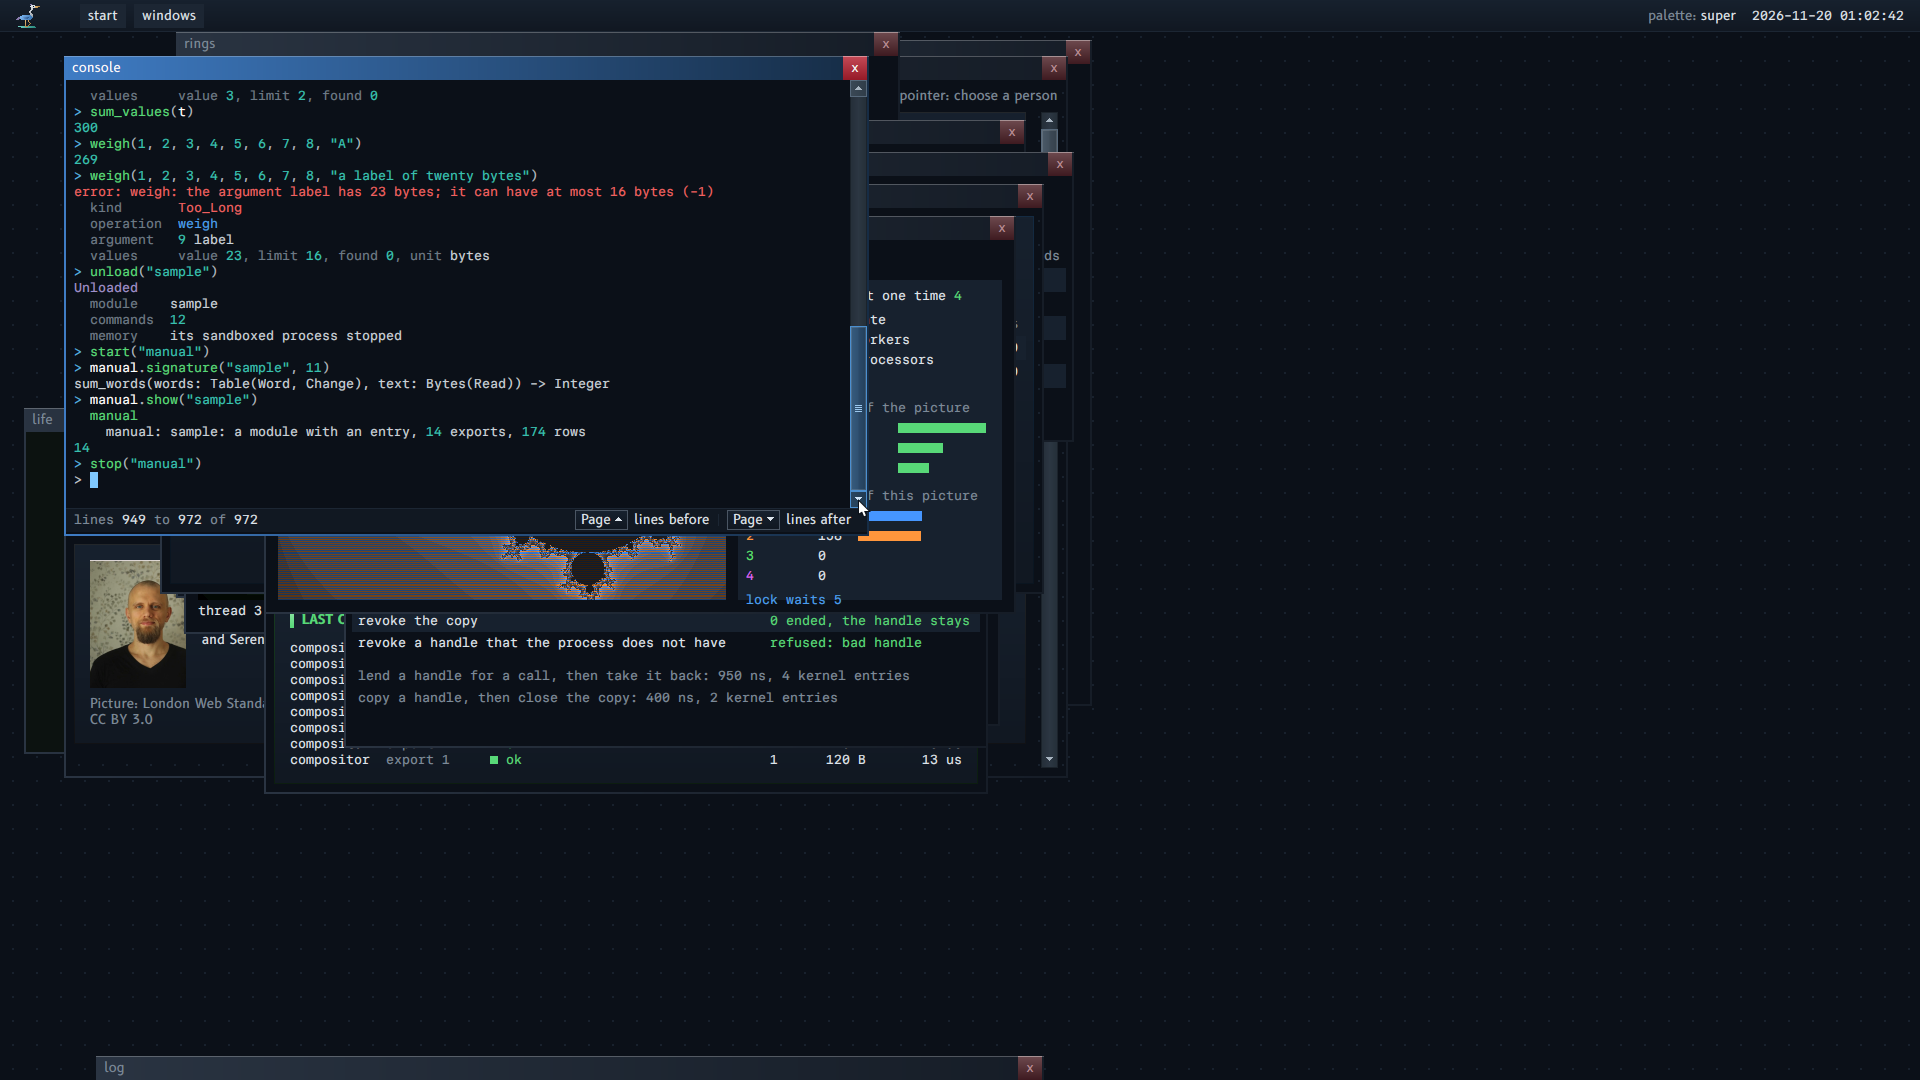 start windows palette: super 2026-11-20 01:02:42
rings x
x
console x
x
values value 3, limit 2, found 0
pointer: choose a person
> sum_values(t)
300
> weigh(1, 2, 3, 4, 5, 6, 7, 8, "A")
x
269
x
> weigh(1, 2, 3, 4, 5, 6, 7, 8, "a label of twenty bytes")
error: weigh: the argument label has 23 bytes; it can have at most 16 bytes (-1)
x
kind Too_Long
operation weigh
x
argument 9 label
values value 23, limit 16, found 0, unit bytes
ds
> unload("sample")
Unloaded
t one time 4
module sample
commands 12
te
memory its sandboxed process stopped
rkers
> start("manual")
ocessors
> manual.signature("sample", 11)
sum_words(words: Table(Word, Change), text: Bytes(Read)) -> Integer
> manual.show("sample")
f the picture
manual
life
manual: sample: a module with an entry, 14 exports, 174 rows
14
> stop("manual")
>
f this picture
lines 949 to 972 of 972 Page lines before Page lines after
2 158
3 0
4 0
lock waits 5
thread 3
LAST C
revoke the copy 0 ended, the handle stays
and Seren
revoke a handle that the process does not have refused: bad handle
composi
composi
lend a handle for a call, then take it back: 950 ns, 4 kernel entries
composi
composi
copy a handle, then close the copy: 400 ns, 2 kernel entries
Picture: London Web Standa
composi
CC BY 3.0
composi
composi
compositor export 1 ok 1 120 B 13 us
log x